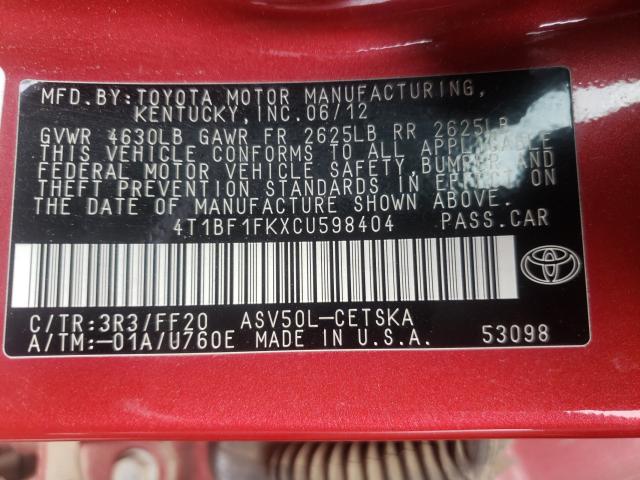 MFD. BY: TOYOTA MOTOR MANUFACTURING,
KENTUCKY, INC. 06/12
GVWR 4630LB GAWR FR 2625LB RR 2625LB
THIS VEHICLE CONFORMS TO ALL APPLICABLE
FEDERAL MOTOR VEHICLE SAFETY, BUMPER AND
THEFT PREVENTION STANDARDS IN EFFECT ON
THE DATE OF MANUFACTURE SHOWN ABOVE.
4T1BF1FKXCU598404 PASS. CAR
C/TR: 3R3/FF20 ASV50L-CETSKA
A/TM: -01A/U760E MADE IN U.S.A. 53098